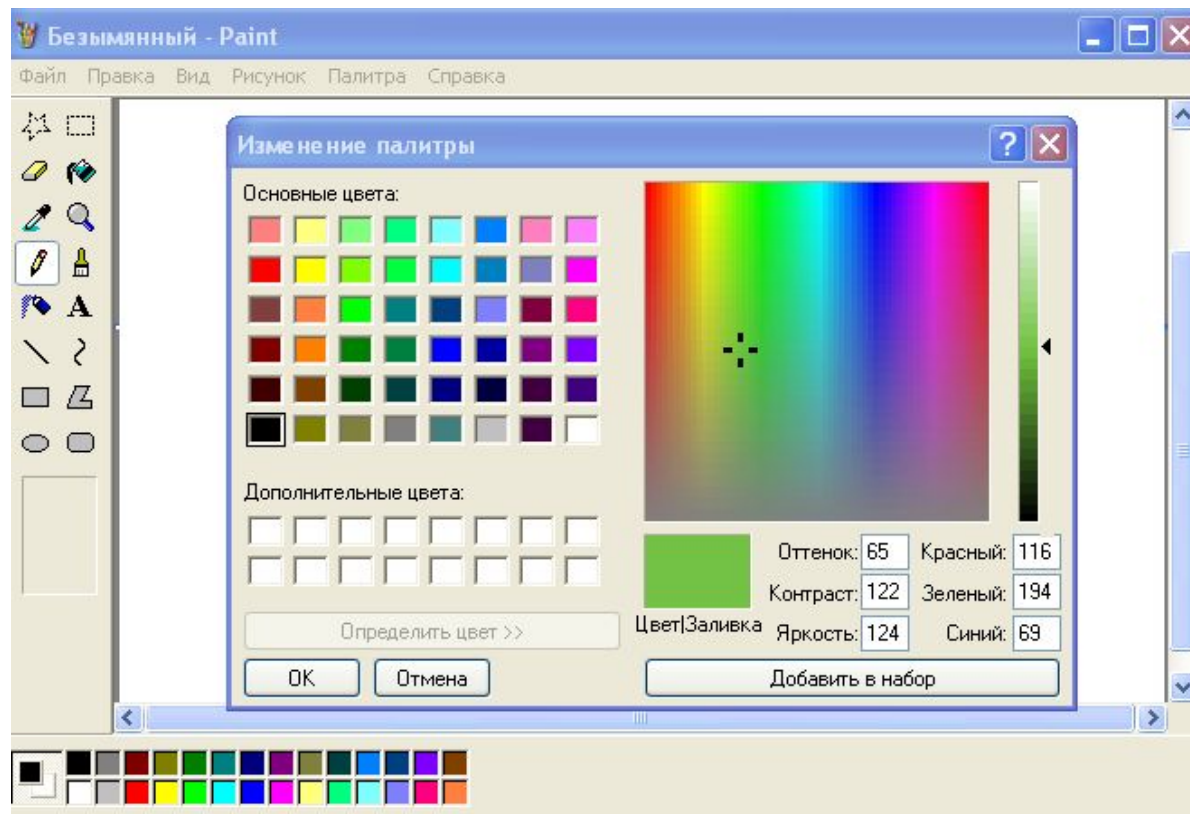 Безымянный - Paint
Файл Правка Вид Рисунок Палитра Справка
A
Изменение палитры
?
Основные цвета:
Дополнительные цвета:
Определить цвет >>
OK Отмена
Оттенок: 65 Красный: 116
Контраст: 122 Зеленый: 194
Цвет|Заливка Яркость: 124 Синий: 69
Добавить в набор